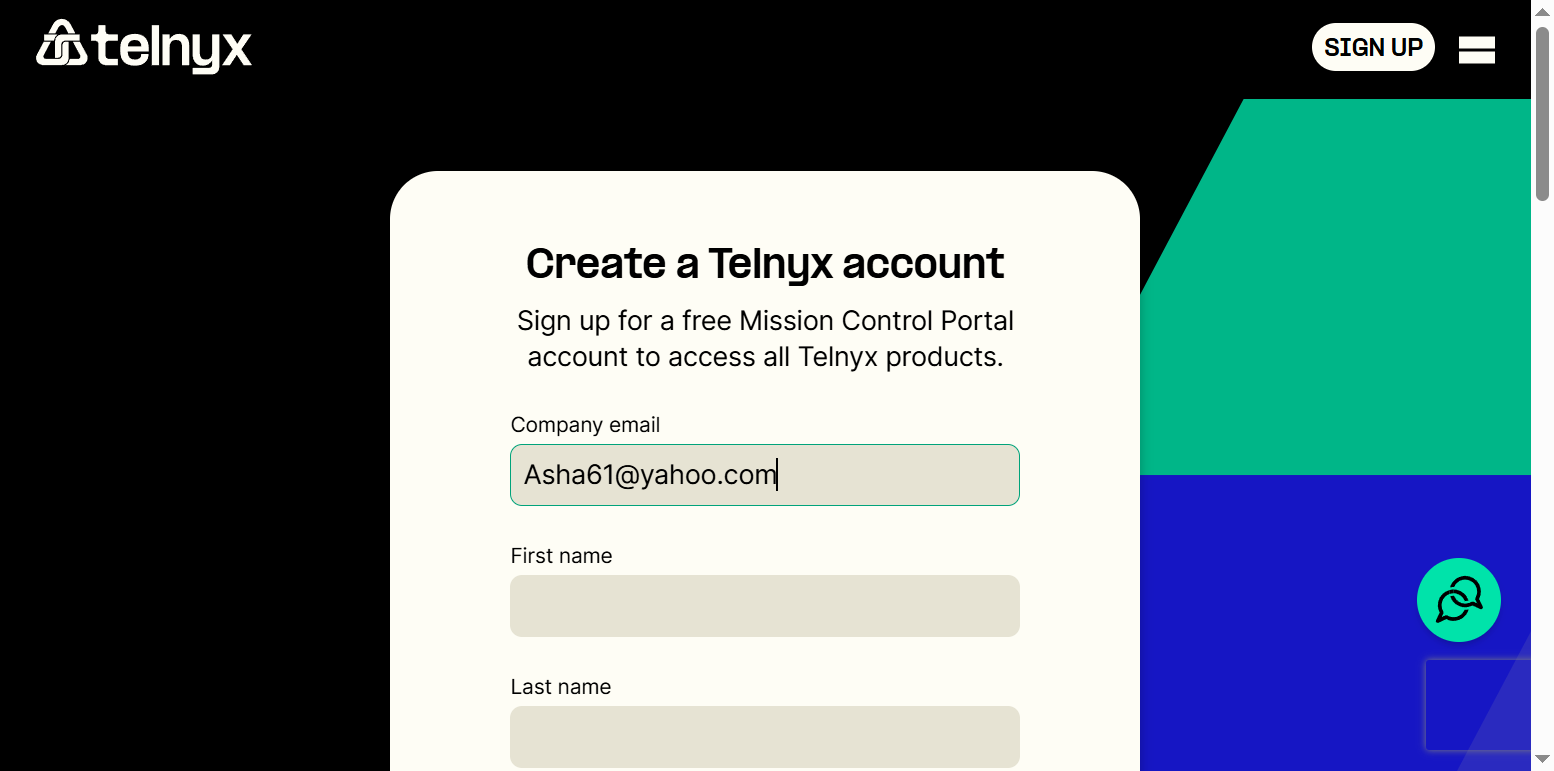 telnyx
SIGN UP
Create a Telnyx account
Sign up for a free Mission Control Portal
account to access all Telnyx products.
Company email
Asha61@yahoo.com
First name
Last name